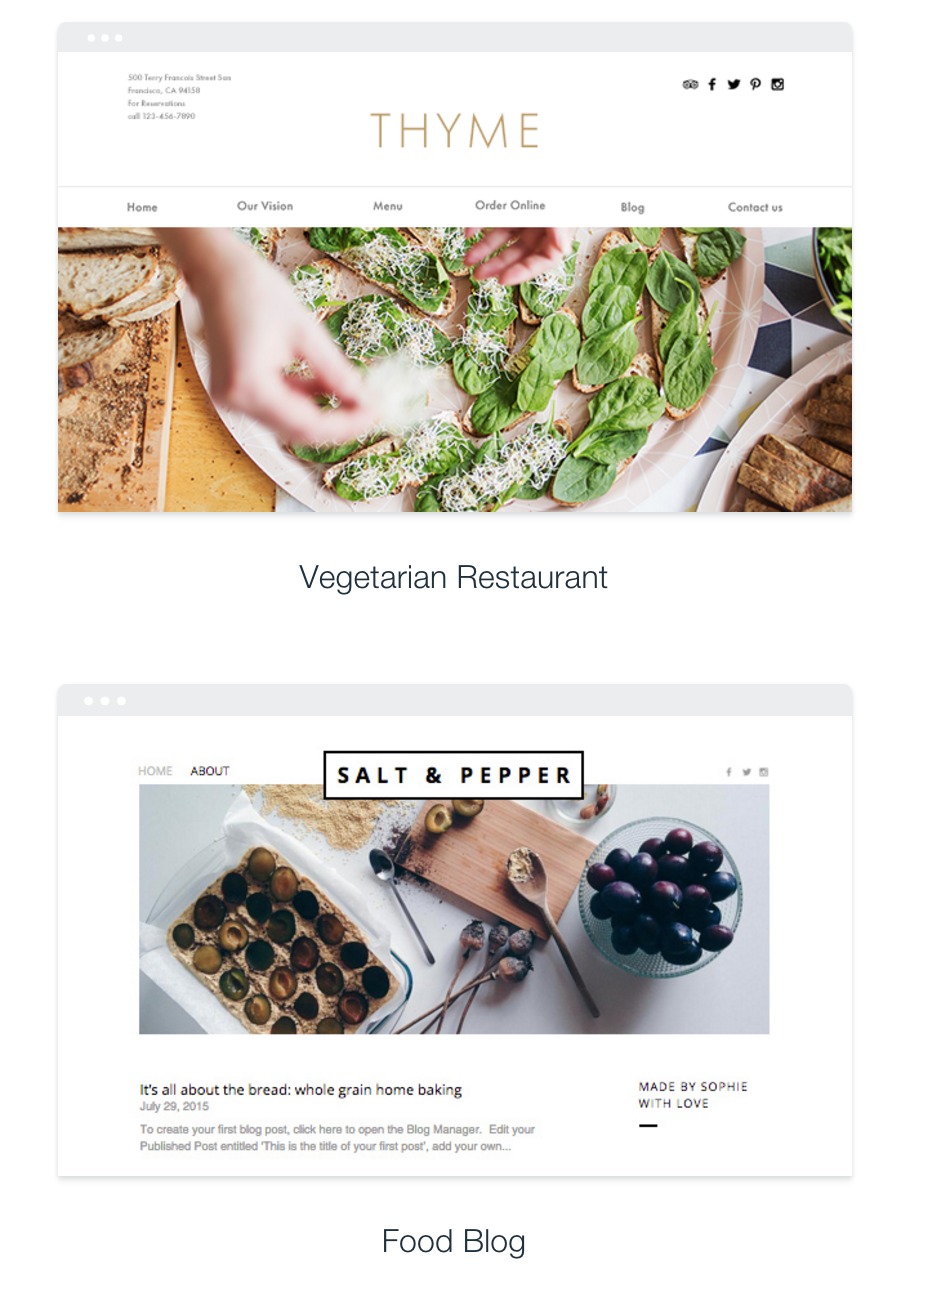 500 Terry Francois Street San
Francisco, CA 94158
For Reservations
call 123-456-7890
THYME
Home Our Vision Menu Order Online Blog Contact us
Vegetarian Restaurant
HOME ABOUT
SALT & PEPPER
It's all about the bread: whole grain home baking
July 29, 2015
To create your first blog post, click here to open the Blog Manager. Edit your
Published Post entitled 'This is the title of your first post', add your own...
MADE BY SOPHIE
WITH LOVE
Food Blog